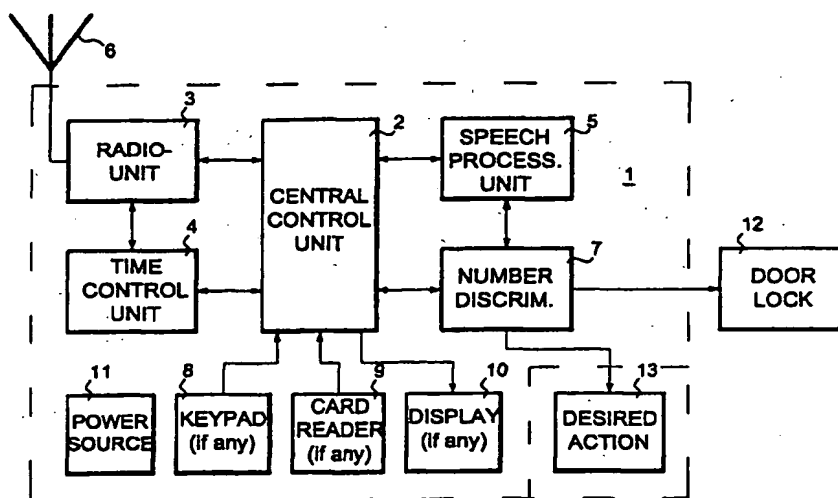 6
3
RADIO-
UNIT
2
CENTRAL
CONTROL
UNIT
5
SPEECH
PROCESS.
UNIT
1
4
TIME
CONTROL
UNIT
7
NUMBER
DISCRIM.
12
DOOR
LOCK
11
POWER
SOURCE
8
KEYPAD
(if any)
9
CARD
READER
(if any)
10
DISPLAY
(if any)
13
DESIRED
ACTION